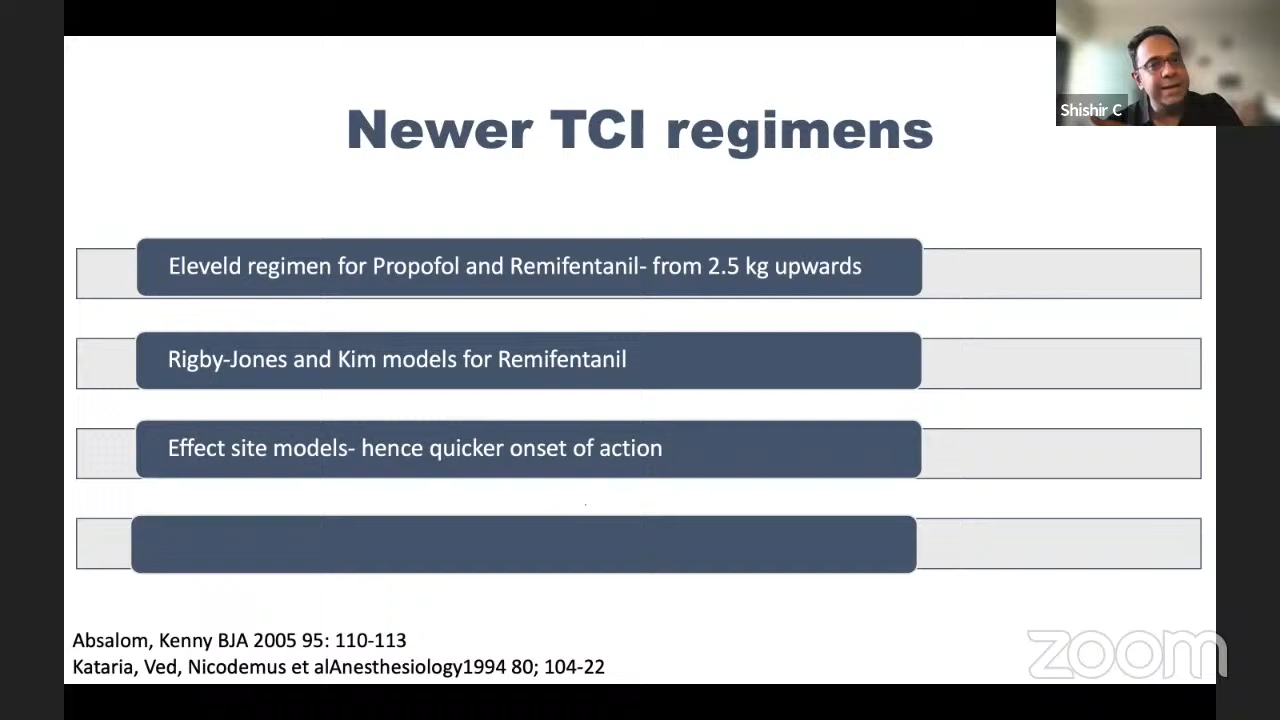 Shishir C
Newer TCI regimens
Eleveld regimen for Propofol and Remifentanil- from 2.5 kg upwards
Rigby-Jones and Kim models for Remifentanil
Effect site models- hence quicker onset of action
Absalom, Kenny BJA 2005 95: 110-113
Kataria, Ved, Nicodemus et alAnesthesiology1994 80; 104-22
zoom